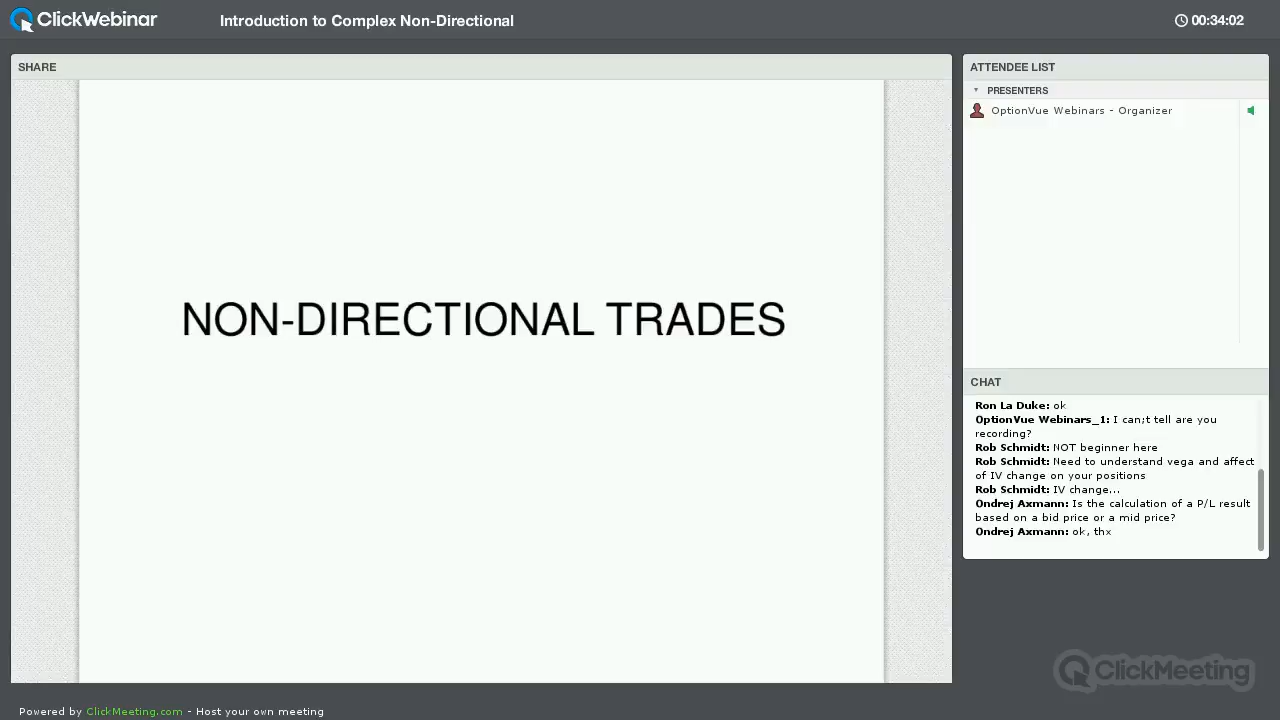 ClickWebinar
Introduction to Complex Non-Directional
00:34:02
SHARE
NON-DIRECTIONAL TRADES
ATTENDEE LIST
PRESENTERS
OptionVue Webinars - Organizer
CHAT
Ron La Duke: ok
OptionVue Webinars_1: I can;t tell are you
recording?
Rob Schmidt: NOT beginner here
Rob Schmidt: Need to understand vega and affect
of IV change on your positions
Rob Schmidt: IV change...
Ondrej Axmann: Is the calculation of a P/L result
based on a bid price or a mid price?
Ondrej Axmann: ok, thx
ClickMeeting
Powered by ClickMeeting.com - Host your own meeting